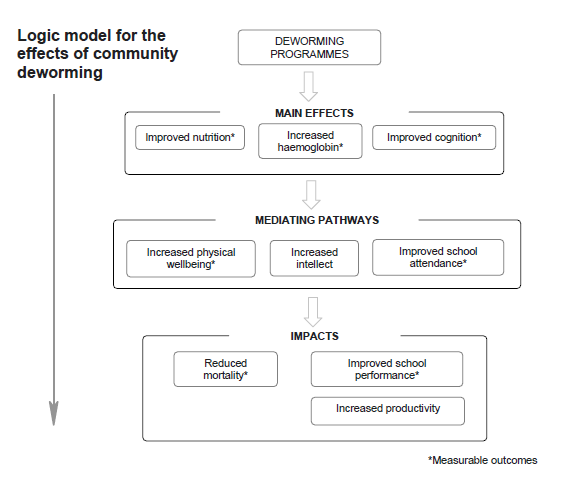 Logic model for the
effects of community
deworming
DEWORMING
PROGRAMMES
MAIN EFFECTS
Improved nutrition*
Increased
haemoglobin*
Improved cognition*
MEDIATING PATHWAYS
Increased physical
wellbeing*
Increased
intellect
Improved school
attendance*
IMPACTS
Reduced
mortality*
Improved school
performance*
Increased productivity
*Measurable outcomes